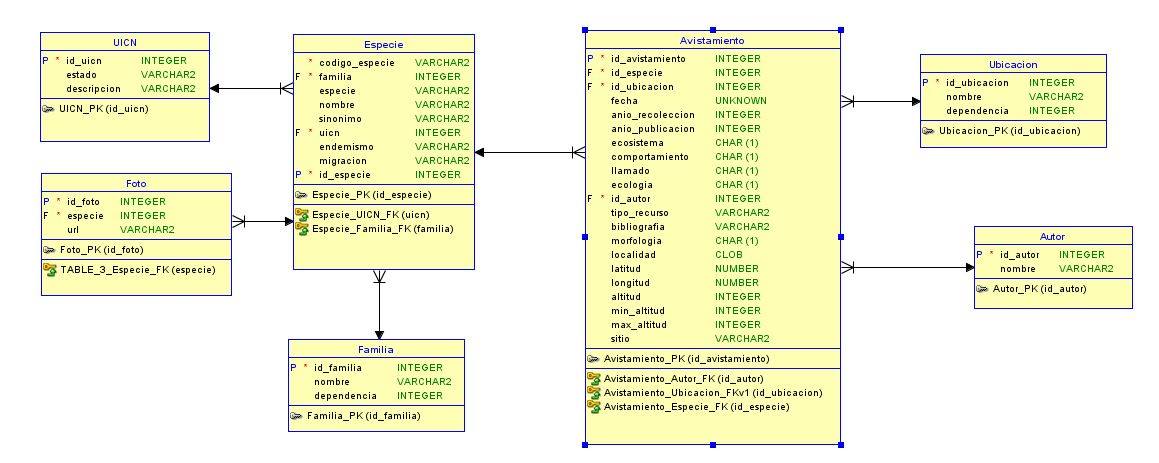 UICN
P * id_uicn INTEGER
estado VARCHAR2
descripcion VARCHAR2
UICN_PK (id_uicn)
Foto
P * id_foto INTEGER
F * especie INTEGER
url VARCHAR2
Foto_PK (id_foto)
TABLE_3_Especie_FK (especie)
Especie
* codigo_especie VARCHAR2
F * familia INTEGER
especie VARCHAR2
nombre VARCHAR2
sinonimo VARCHAR2
F * uicn INTEGER
endemismo VARCHAR2
migracion VARCHAR2
P * id_especie INTEGER
Especie_PK (id_especie)
Especie_UICN_FK (uicn)
Especie_Familia_FK (familia)
Familia
P * id_familia INTEGER
nombre VARCHAR2
dependencia INTEGER
Familia_PK (id_familia)
Avistamiento
P * id_avistamiento INTEGER
F * id_especie INTEGER
F * id_ubicacion INTEGER
fecha UNKNOWN
anio_recoleccion INTEGER
anio_publicacion INTEGER
ecosistema CHAR (1)
comportamiento CHAR (1)
llamado CHAR (1)
ecologia CHAR (1)
F * id_autor INTEGER
tipo_recurso VARCHAR2
bibliografia VARCHAR2
morfologia CHAR (1)
localidad CLOB
latitud NUMBER
longitud NUMBER
altitud INTEGER
min_altitud INTEGER
max_altitud INTEGER
sitio VARCHAR2
Avistamiento_PK (id_avistamiento)
Avistamiento_Autor_FK (id_autor)
Avistamiento_Ubicacion_FKv1 (id_ubicacion)
Avistamiento_Especie_FK (id_especie)
Ubicacion
P * id_ubicacion INTEGER
nombre VARCHAR2
dependencia INTEGER
Ubicacion_PK (id_ubicacion)
Autor
P * id_autor INTEGER
nombre VARCHAR2
Autor_PK (id_autor)